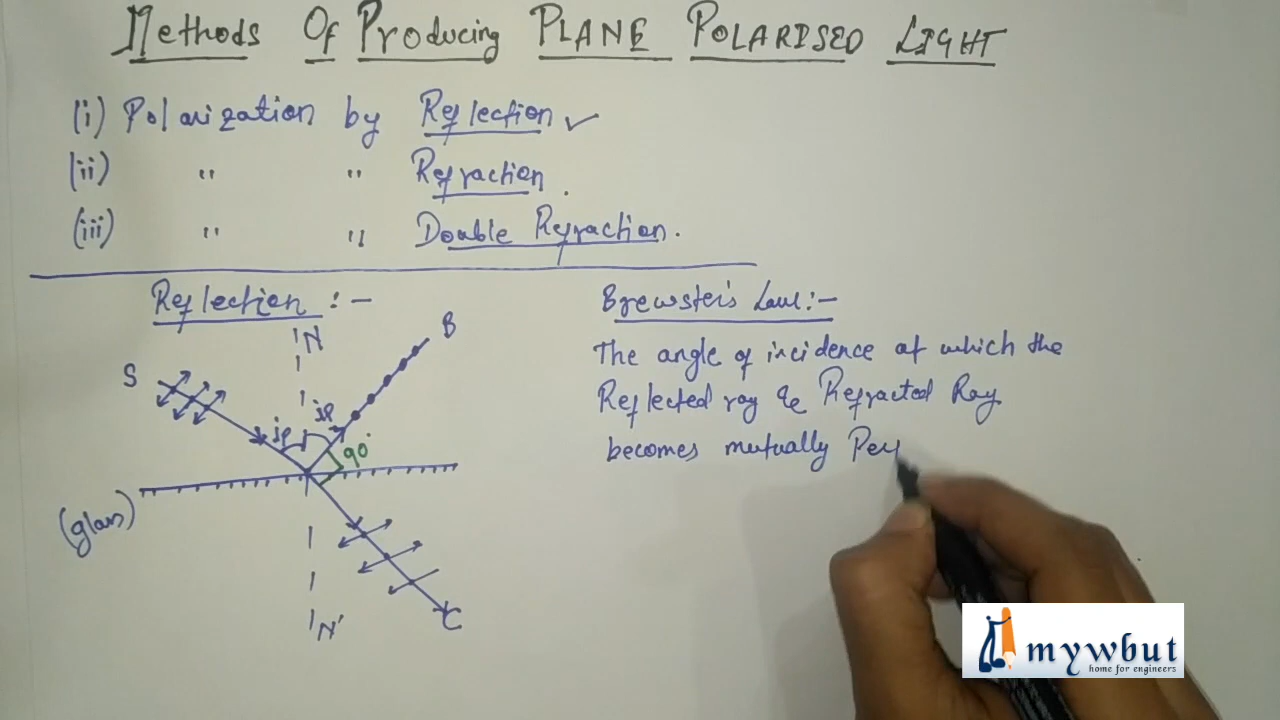 Methods Of Producing PLANE POLARISED LIGHT
(i) Polarization by Reflection ✓
(ii) " " Refraction.
(iii) " " Double Refraction.
Reflection :-
N
B
S
ip
ip
90°
(glass)
N'
C
Brewster's Law:-
The angle of incidence at which the
Reflected ray & Refracted Ray
becomes mutually Per
mywbut
home for engineers